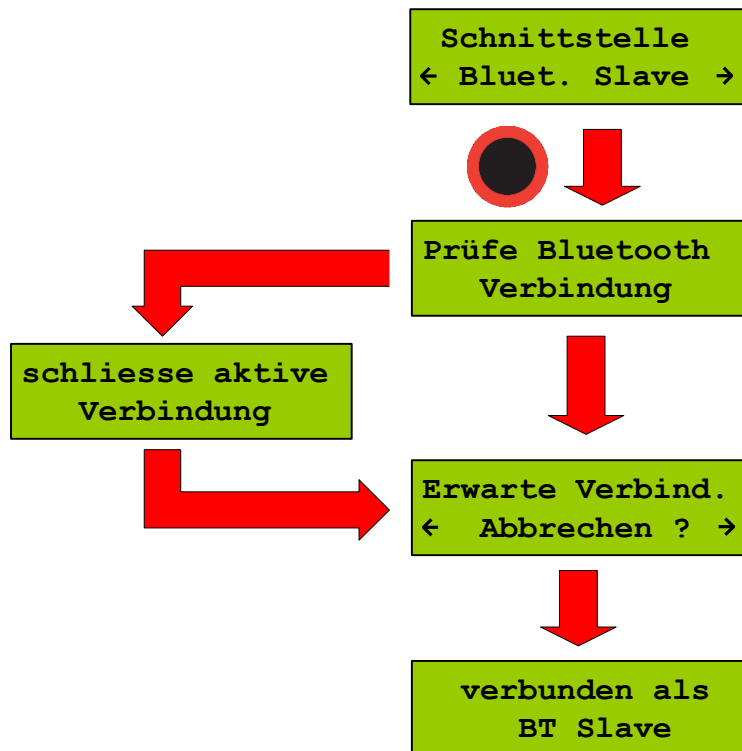 Schnittstelle
← Bluet. Slave →
Prüfe Bluetooth
Verbindung
schliesse aktive
Verbindung
Erwarte Verbind.
← Abbrechen ? →
verbunden als
BT Slave